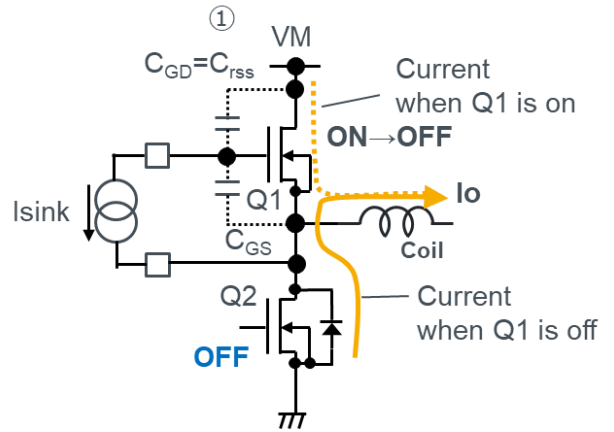 ①
VM
CGD=Crss
Current
when Q1 is on
ON→OFF
Io
Q1
Isink
CGS
Coil
Q2
Current
when Q1 is off
OFF